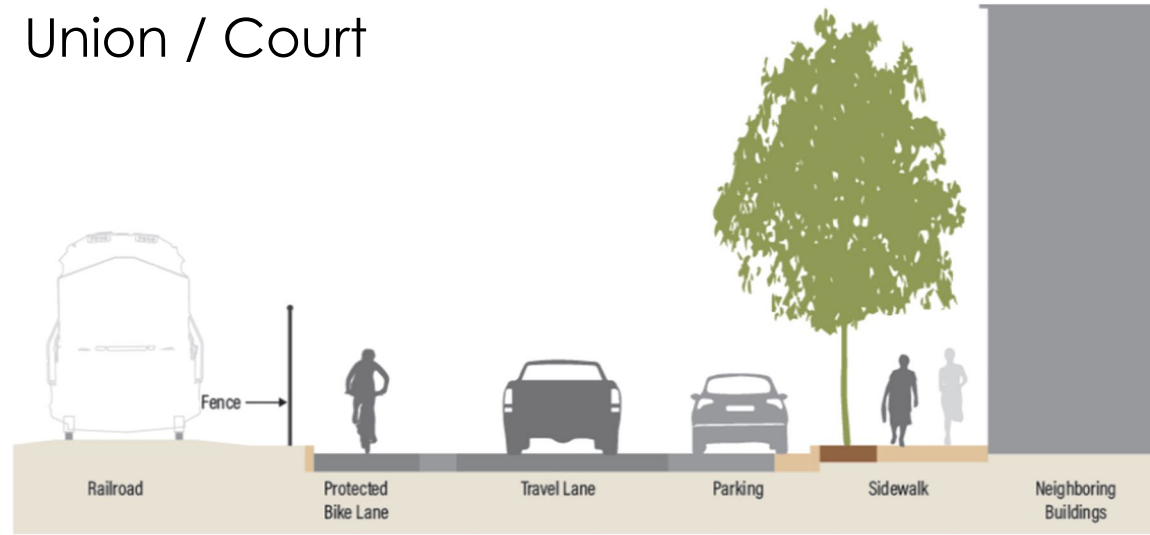 Union / Court
Fence
Railroad
Protected
Bike Lane
Travel Lane
Parking
Sidewalk
Neighboring
Buildings